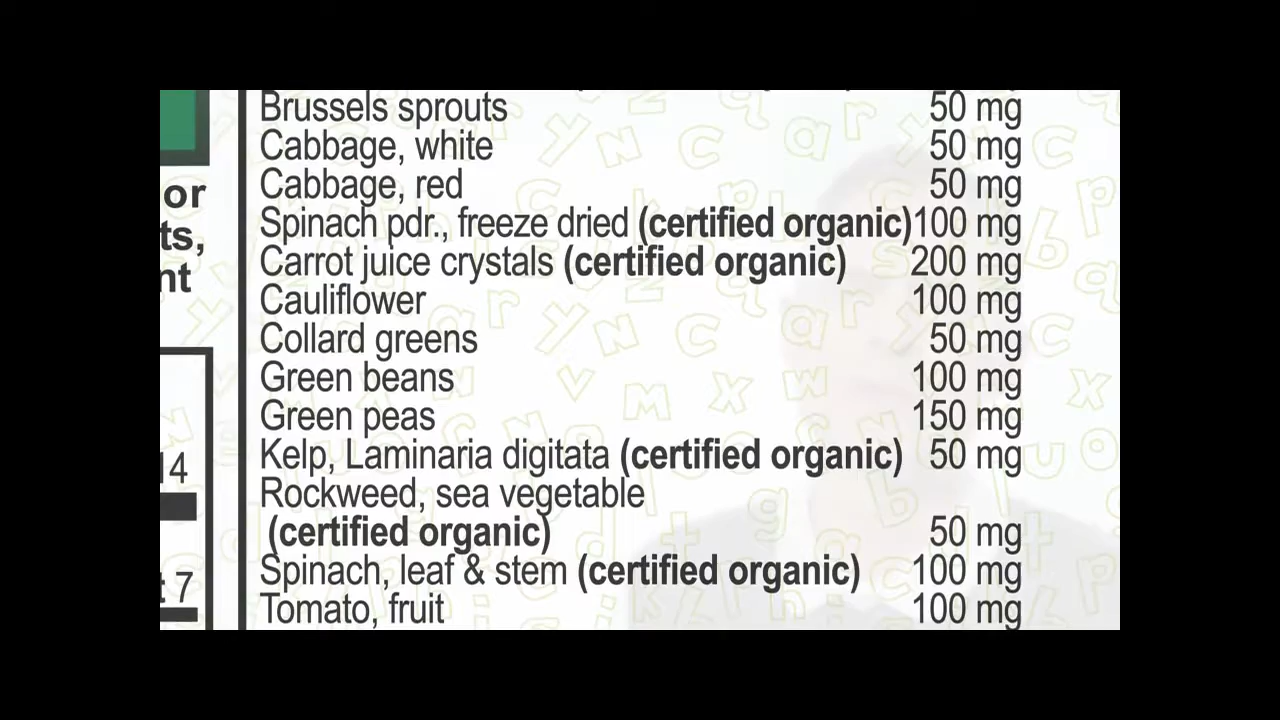 or
ts,
nt
14
t 7
Brussels sprouts 50 mg
Cabbage, white 50 mg
Cabbage, red 50 mg
Spinach pdr., freeze dried (certified organic)100 mg
Carrot juice crystals (certified organic) 200 mg
Cauliflower 100 mg
Collard greens 50 mg
Green beans 100 mg
Green peas 150 mg
Kelp, Laminaria digitata (certified organic) 50 mg
Rockweed, sea vegetable
(certified organic) 50 mg
Spinach, leaf & stem (certified organic) 100 mg
Tomato, fruit 100 mg